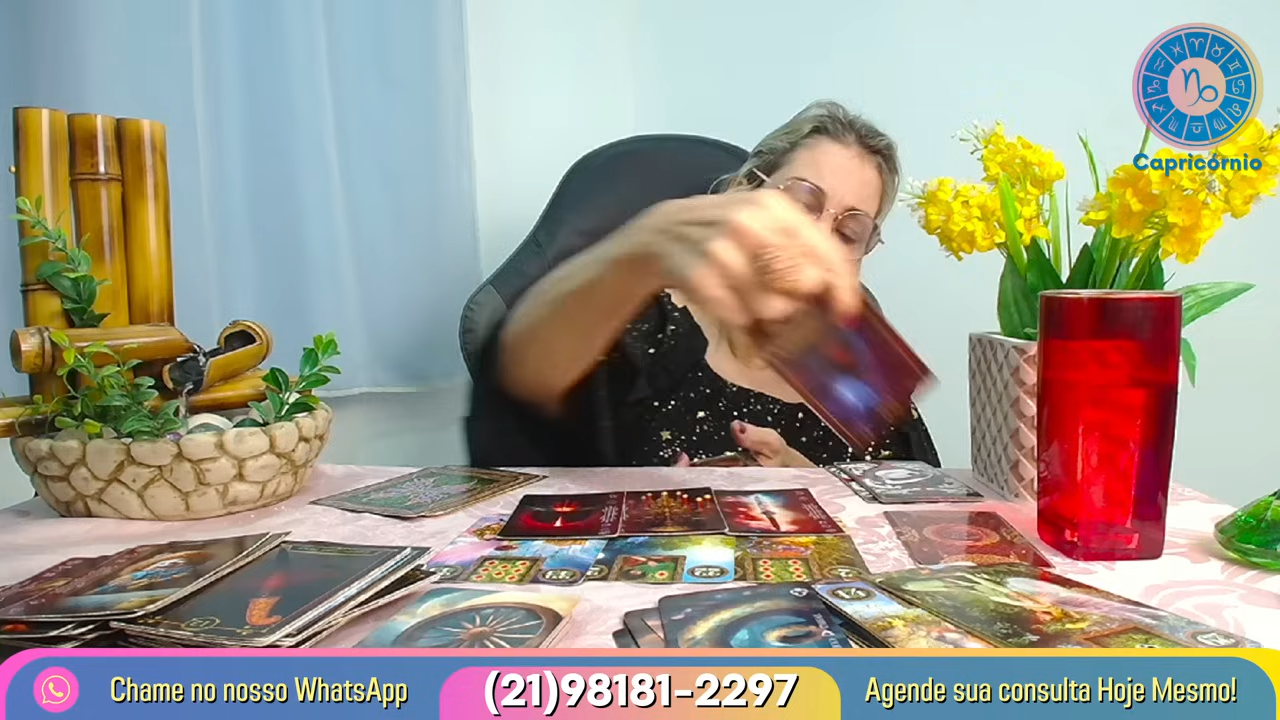 Capricórnio
Chame no nosso WhatsApp
(21)98181-2297
Agende sua consulta Hoje Mesmo!